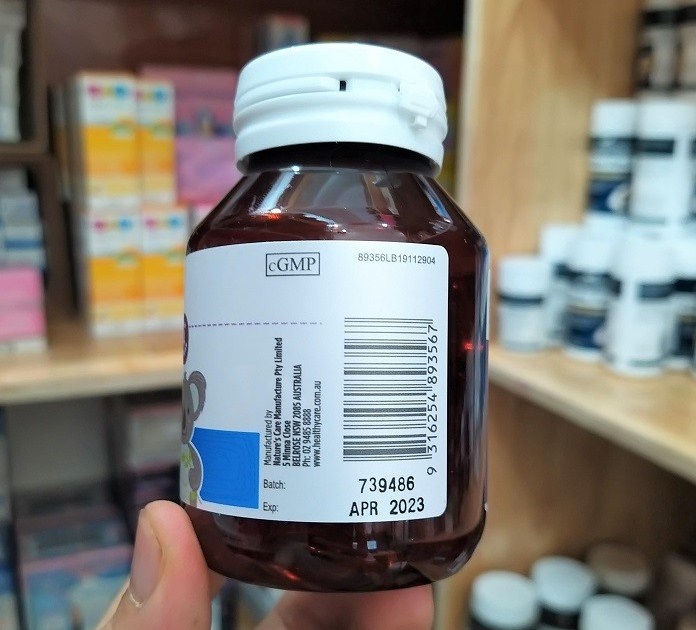 cGMP
89356LB19112904
Manufactured by
Nature's Care Manufacture Pty Limited
5 Minna Close
BELROSE NSW 2085 AUSTRALIA
Ph: 02 9485 8888
www.healthycare.com.au
9 316254 893567
Batch: 739486
Exp: APR 2023